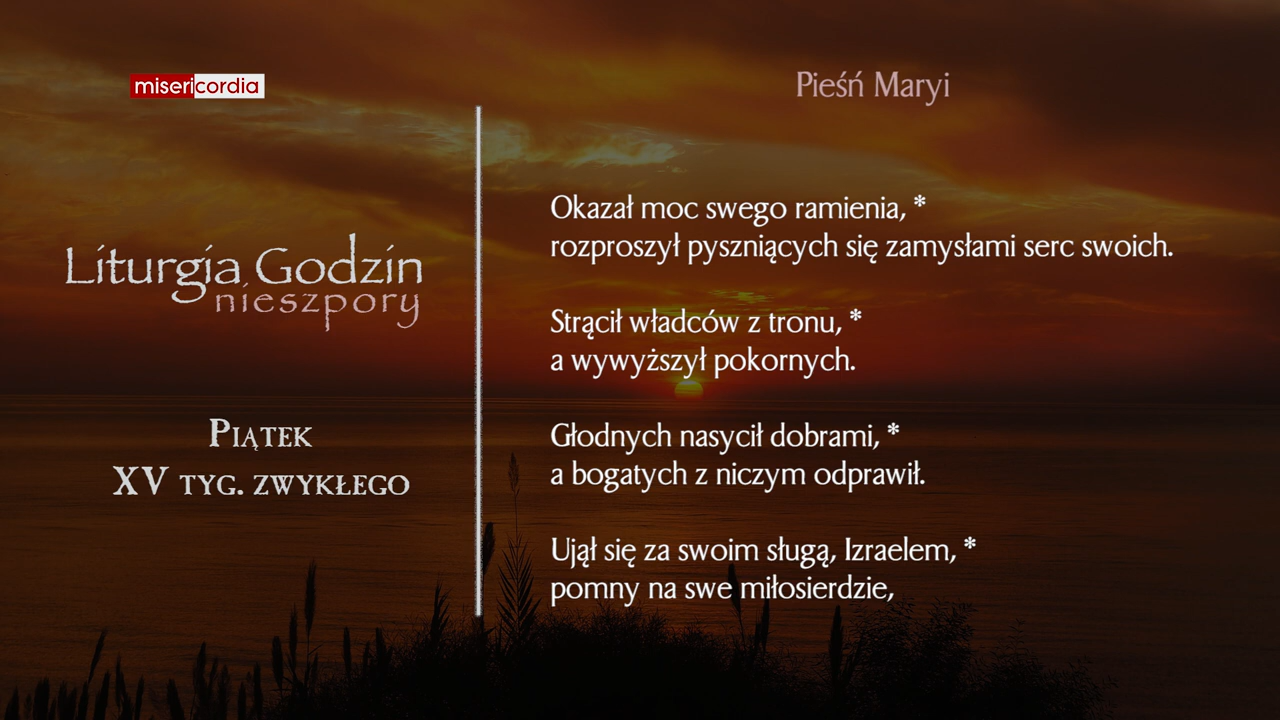 misericordia
Liturgia Godzin
nieszpory
Piątek
XV tyg. zwykłego
Pieśń Maryi
Okazał moc swego ramienia, *
rozproszył pyszniących się zamysłami serc swoich.
Strącił władców z tronu, *
a wywyższył pokornych.
Głodnych nasycił dobrami, *
a bogatych z niczym odprawił.
Ujął się za swoim sługą, Izraelem, *
pomny na swe miłosierdzie,